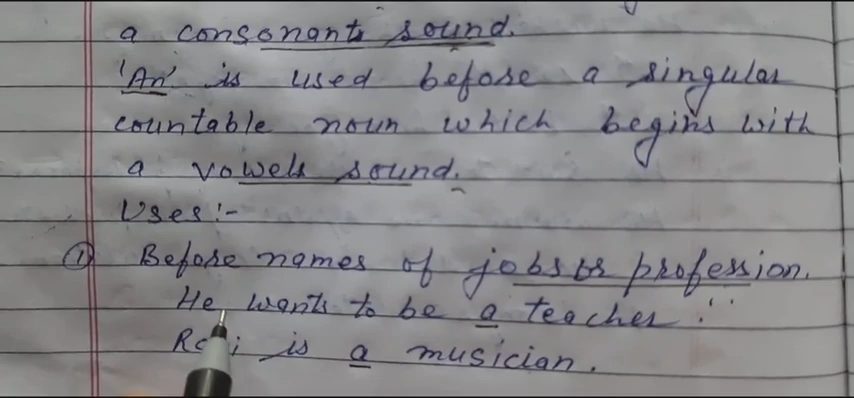 a consonants sound.
'An' is used before a singular
countable noun which begins with
a vowels sound.
Uses :-
① Before names of jobs or profession.
He wants to be a teacher.
is a musician.